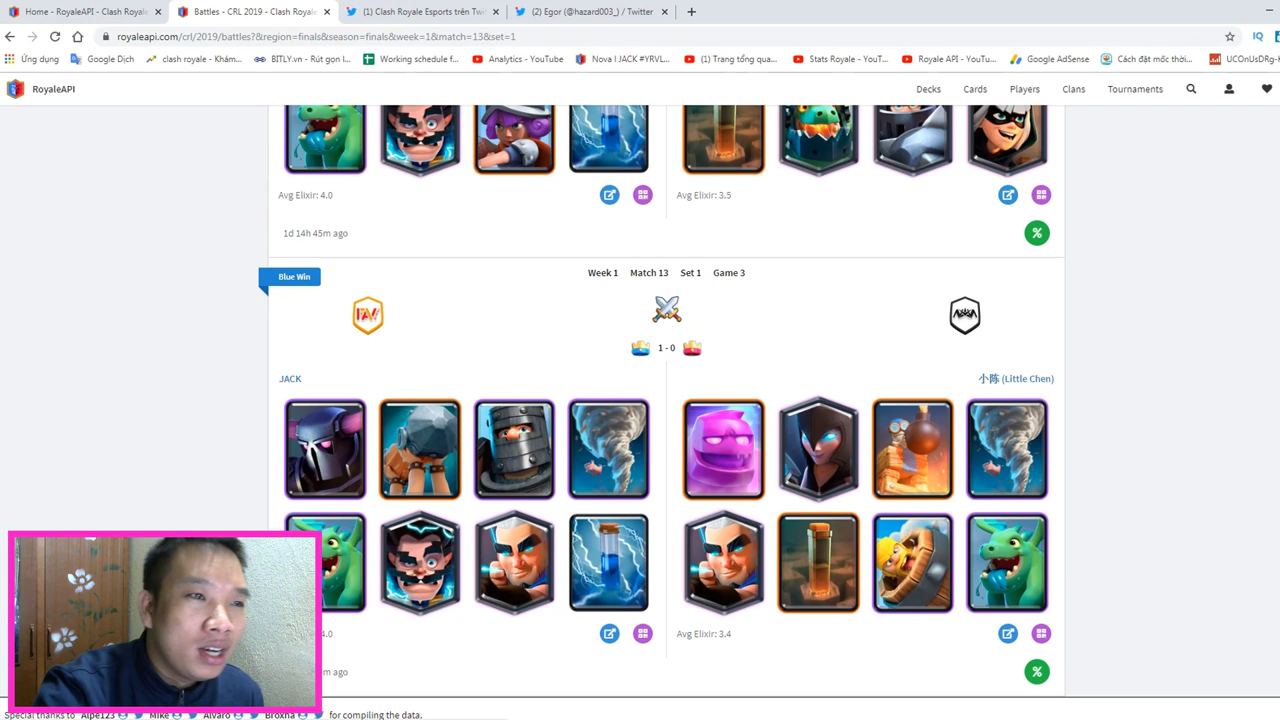 Home - RoyaleAPI - Clash Royale
Battles - CRL 2019 - Clash Royale
(1) Clash Royale Esports trên Twi
(2) Egor (@hazard003_) / Twitter
royaleapi.com/crl/2019/battles?&region=finals&season=finals&week=1&match=13&set=1
Ứng dụng
Google Dịch
clash royale - Khám...
BITLY.vn - Rút gọn l...
Working schedule f...
Analytics - YouTube
Nova l JACK #YRVL...
(1) Trang tổng qua...
Stats Royale - YouT...
Royale API - YouTu...
Google AdSense
Cách đặt mốc thời...
UCOnUsDRg-H
RoyaleAPI
Decks
Cards
Players
Clans
Tournaments
Avg Elixir: 4.0
Avg Elixir: 3.5
1d 14h 45m ago
%
Blue Win
Week 1 Match 13 Set 1 Game 3
1 - 0
JACK
小陈 (Little Chen)
4.0
Avg Elixir: 3.4
m ago
%
Special thanks to Alpe123 Mike Alvaro Broxna for compiling the data.